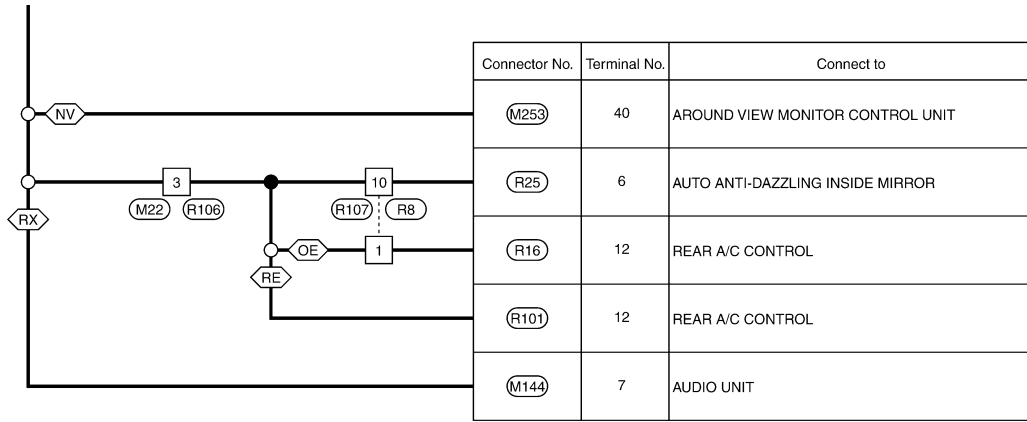 Connector No. Terminal No. Connect to
NV M253 40 AROUND VIEW MONITOR CONTROL UNIT
3 10 R25 6 AUTO ANTI-DAZZLING INSIDE MIRROR
RX M22 R106 R107 R8
OE 1 R16 12 REAR A/C CONTROL
RE
R101 12 REAR A/C CONTROL
M144 7 AUDIO UNIT